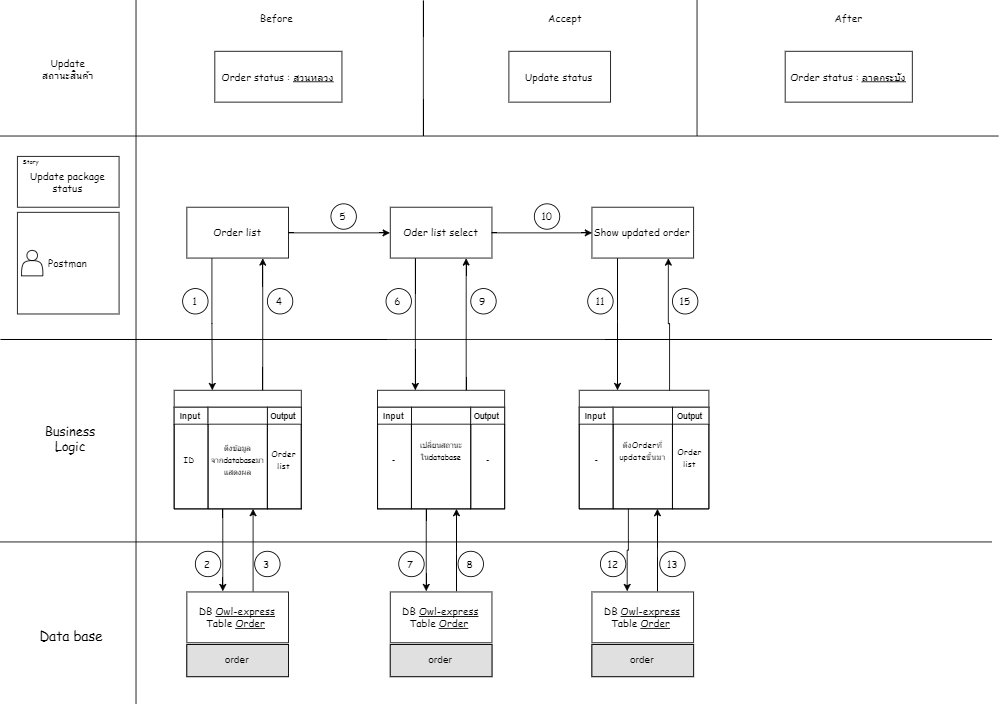 Before
Accept
After
Update
สถานะสินค้า
Order status : สวนหลวง
Update status
Order status : ลาดกระบัง
Story
Update package
status
Postman
Order list
5
Oder list select
10
Show updated order
1
4
6
9
11
15
Business
Logic
Input
Output
ID
ดึงข้อมูล
จากdatabaseมา
แสดงผล
Order
list
Input
Output
-
เปลี่ยนสถานะ
ในdatabase
-
Input
Output
-
ดึงOrderที่
updateขึ้นมา
Order
list
2
3
7
8
12
13
Data base
DB Owl-express
Table Order
order
DB Owl-express
Table Order
order
DB Owl-express
Table Order
order